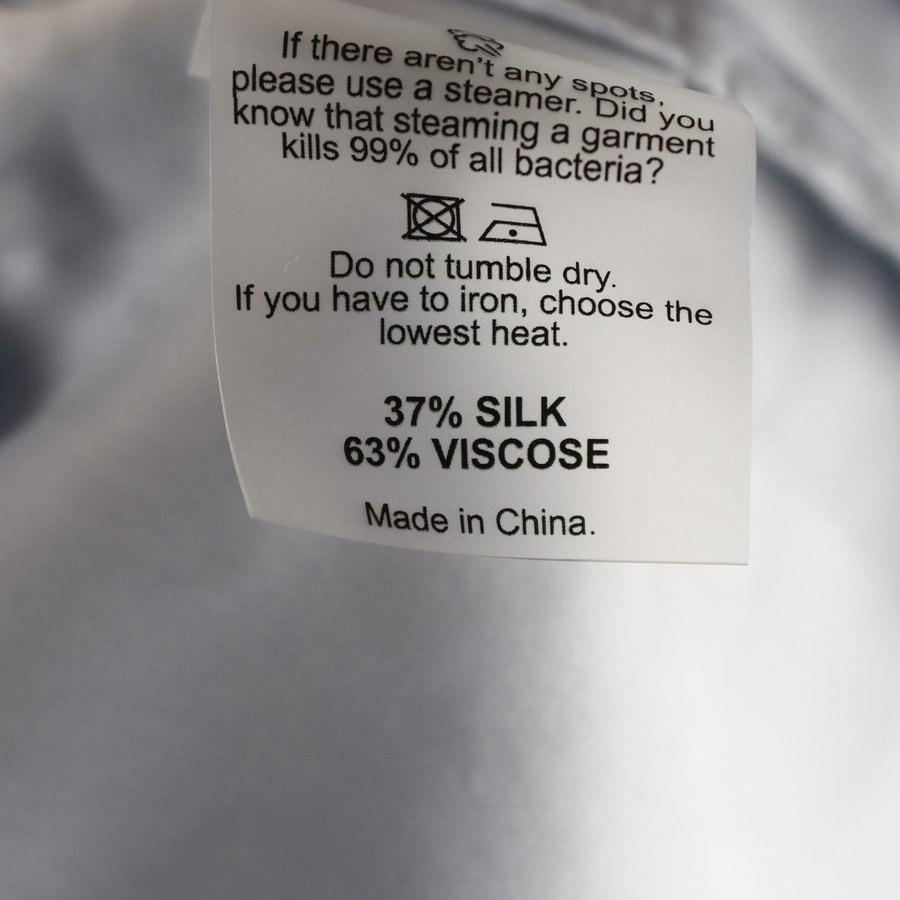 If there aren't any spots,
please use a steamer. Did you
know that steaming a garment
kills 99% of all bacteria?
Do not tumble dry.
If you have to iron, choose the
lowest heat.
37% SILK
63% VISCOSE
Made in China.